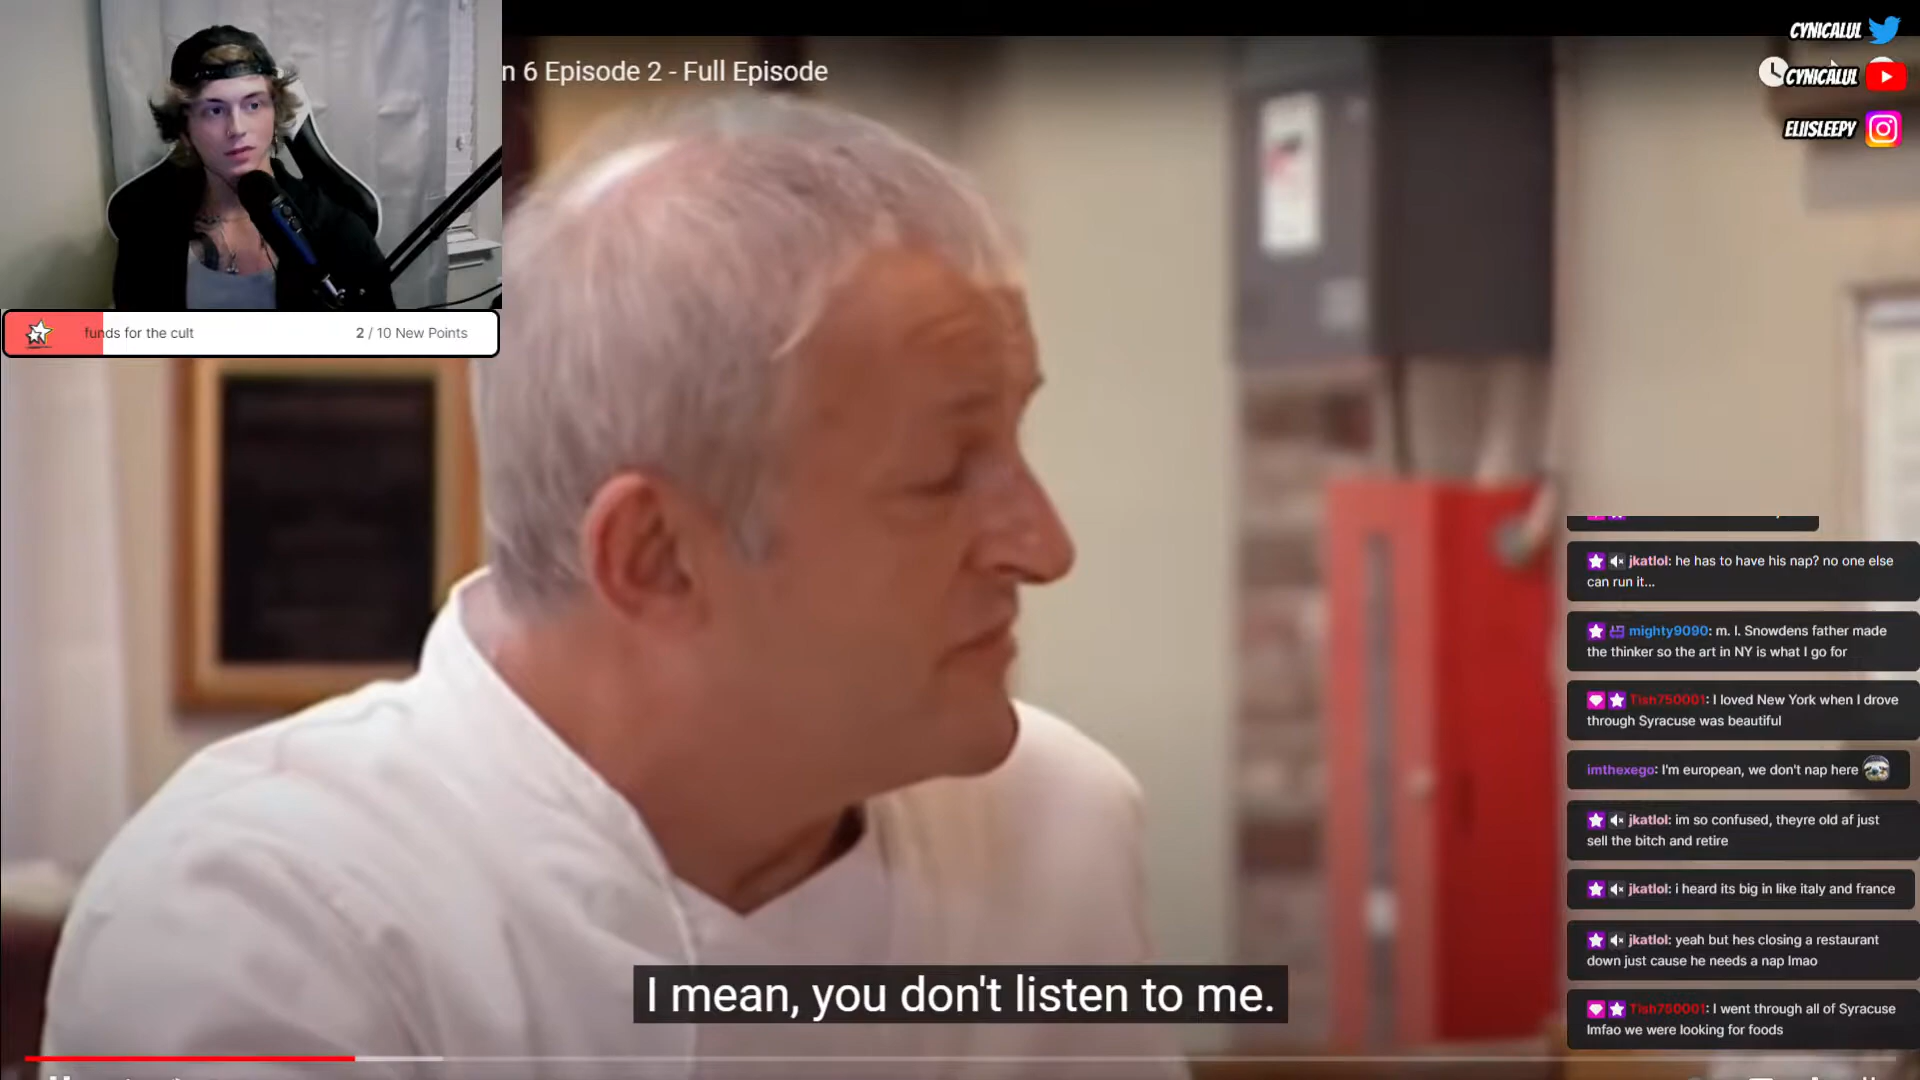 n 6 Episode 2 - Full Episode
CYNICALUL
CYNICALUL
ELIISLEEPY
funds for the cult
2 / 10 New Points
jkatlol: he has to have his nap? no one else
can run it...
mighty9090: m. I. Snowdens father made
the thinker so the art in NY is what I go for
Tish750001: I loved New York when I drove
through Syracuse was beautiful
imthexego: I'm european, we don't nap here
jkatlol: im so confused, theyre old af just
sell the bitch and retire
jkatlol: i heard its big in like italy and france
jkatlol: yeah but hes closing a restaurant
down just cause he needs a nap lmao
Tish750001: I went through all of Syracuse
lmfao we were looking for foods
I mean, you don't listen to me.